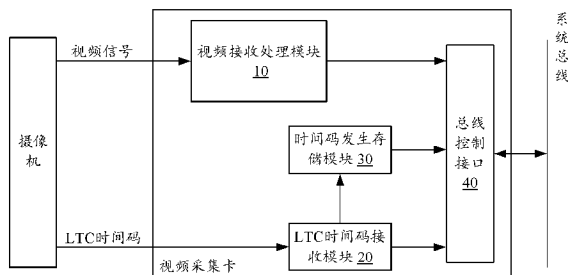 视频信号
视频接收处理模块
10
系统总线
摄像机
时间码发生存
储模块 30
总线
控制
接口
40
LTC时间码
LTC时间码接
收模块 20
视频采集卡